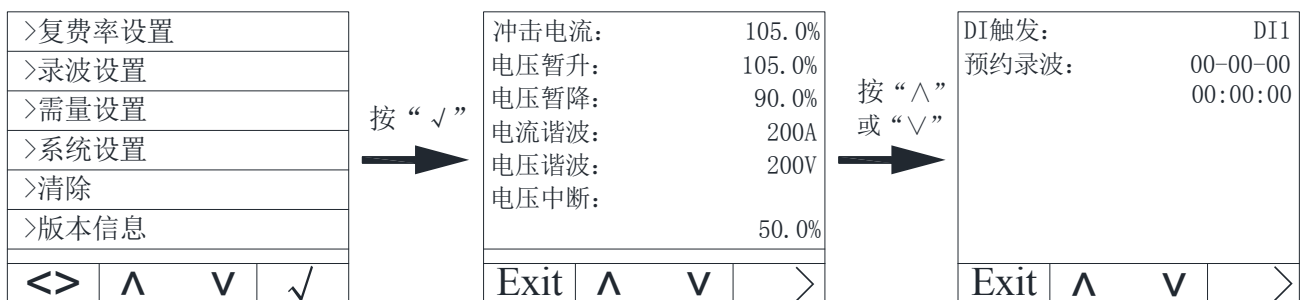 >复费率设置
>录波设置
>需量设置
>系统设置
>清除
>版本信息
<> ∧ ∨ √
按“√”
冲击电流: 105.0%
电压暂升: 105.0%
电压暂降: 90.0%
电流谐波: 200A
电压谐波: 200V
电压中断:
50.0%
Exit ∧ ∨ >
按“∧”
或“∨”
DI触发: DI1
预约录波: 00-00-00
00:00:00
Exit ∧ ∨ >